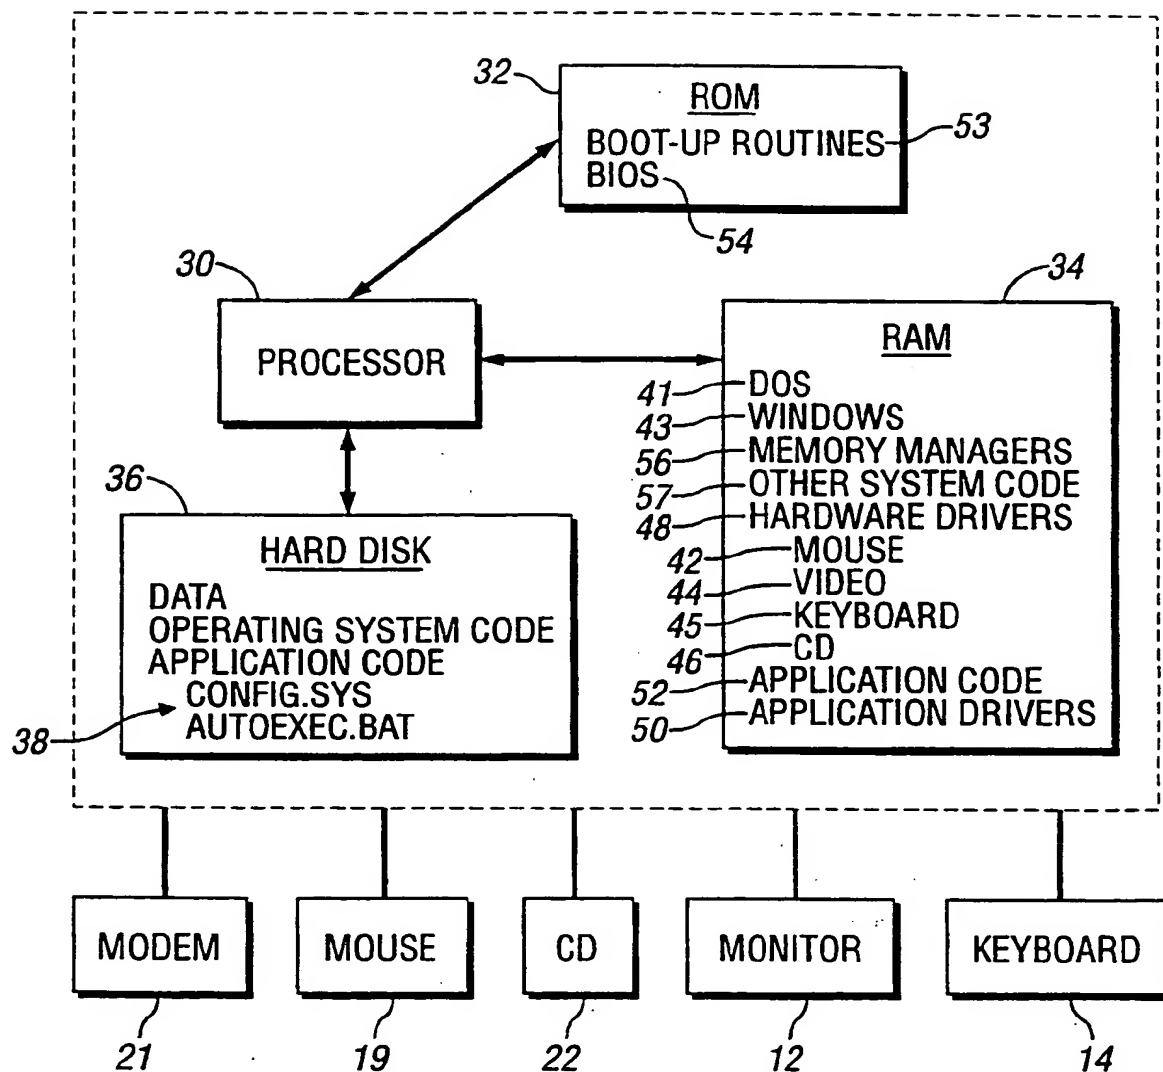 32
ROM
BOOT-UP ROUTINES
53
BIOS
54
30
PROCESSOR
34
RAM
41 DOS
43 WINDOWS
56 MEMORY MANAGERS
57 OTHER SYSTEM CODE
48 HARDWARE DRIVERS
42 MOUSE
44 VIDEO
45 KEYBOARD
46 CD
52 APPLICATION CODE
50 APPLICATION DRIVERS
36
HARD DISK
DATA
OPERATING SYSTEM CODE
APPLICATION CODE
CONFIG.SYS
AUTOEXEC.BAT
38
MODEM
21
MOUSE
19
CD
22
MONITOR
12
KEYBOARD
14